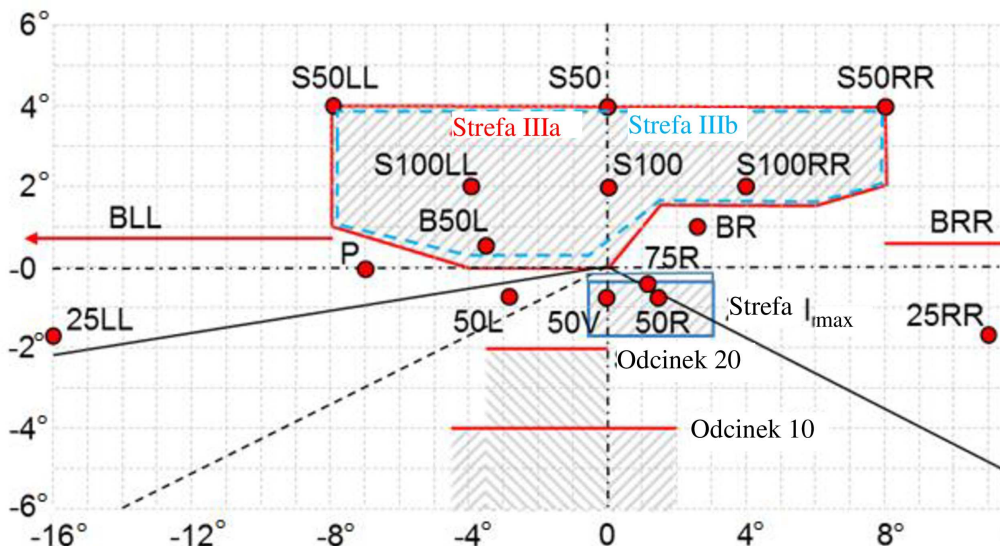 6°
S50LL
S50
S50RR
4°
Strefa IIIa
Strefa IIIb
S100LL
S100
S100RR
2°
BLL
B50L
BR
BRR
P
75R
-0
25LL
50L
50V
50R
Strefa Imax
25RR
-2°
Odcinek 20
-4°
Odcinek 10
-6°
-16°
-12°
-8°
-4°
0
4°
8°